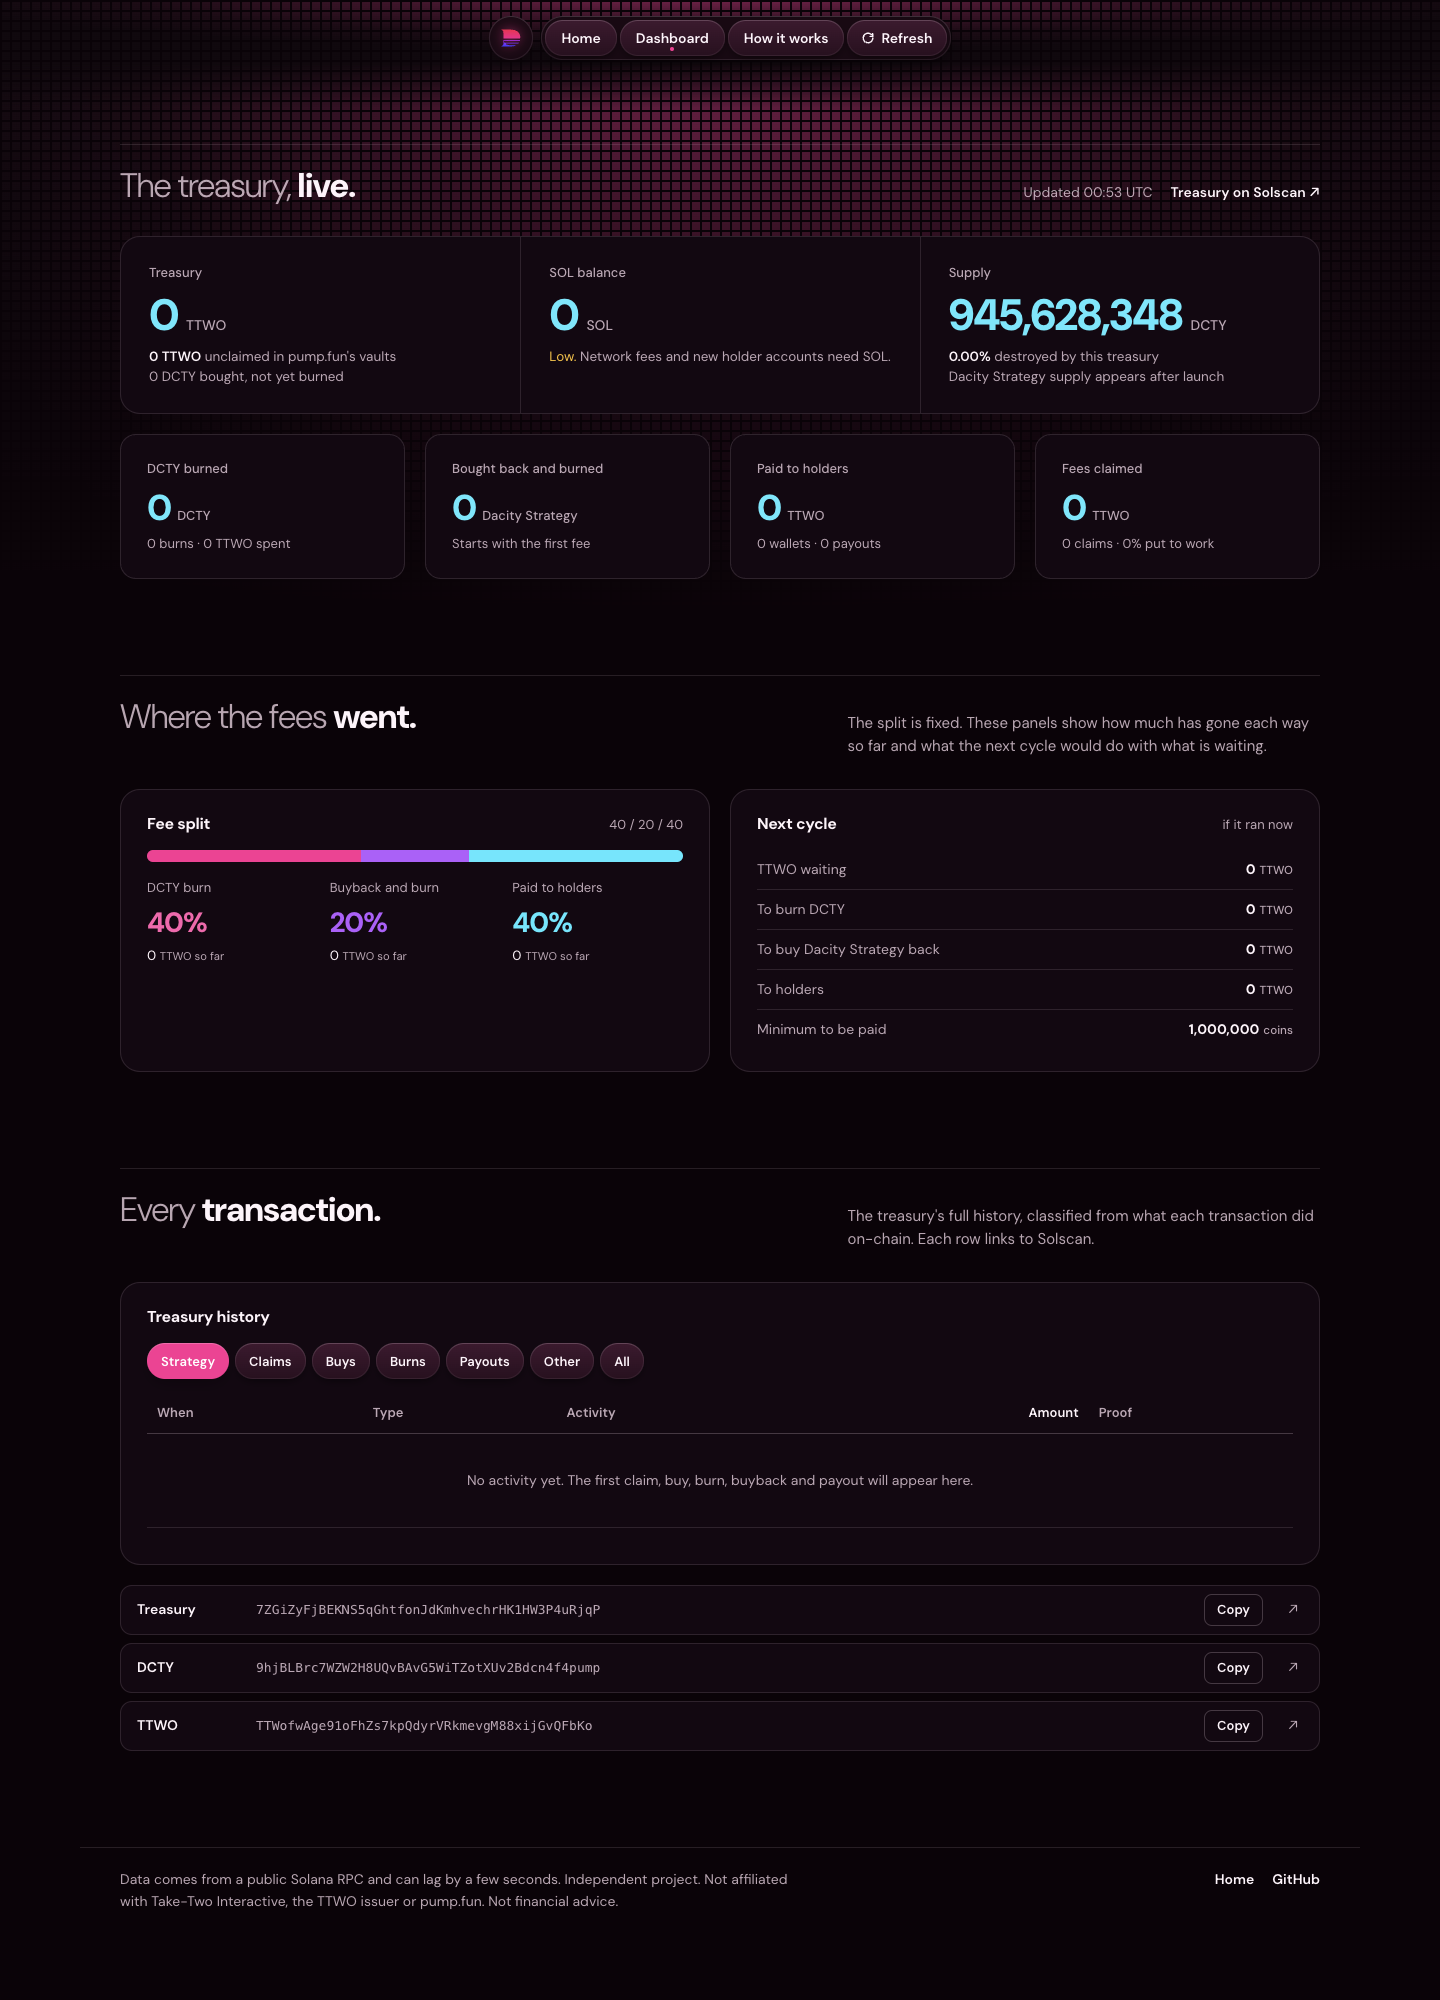 Home
Dashboard
How it works
Refresh
The treasury, live.
Updated 00:53 UTC
Treasury on Solscan ↗
Treasury
0 TTWO
0 TTWO unclaimed in pump.fun's vaults
0 DCTY bought, not yet burned
SOL balance
0 SOL
Low. Network fees and new holder accounts need SOL.
Supply
945,628,348 DCTY
0.00% destroyed by this treasury
Dacity Strategy supply appears after launch
DCTY burned
0 DCTY
0 burns · 0 TTWO spent
Bought back and burned
0 Dacity Strategy
Starts with the first fee
Paid to holders
0 TTWO
0 wallets · 0 payouts
Fees claimed
0 TTWO
0 claims · 0% put to work
Where the fees went.
The split is fixed. These panels show how much has gone each way
so far and what the next cycle would do with what is waiting.
Fee split
40 / 20 / 40
DCTY burn
40%
0 TTWO so far
Buyback and burn
20%
0 TTWO so far
Paid to holders
40%
0 TTWO so far
Next cycle
if it ran now
TTWO waiting
0 TTWO
To burn DCTY
0 TTWO
To buy Dacity Strategy back
0 TTWO
To holders
0 TTWO
Minimum to be paid
1,000,000 coins
Every transaction.
The treasury's full history, classified from what each transaction did
on-chain. Each row links to Solscan.
Treasury history
Strategy
Claims
Buys
Burns
Payouts
Other
All
When
Type
Activity
Amount
Proof
No activity yet. The first claim, buy, burn, buyback and payout will appear here.
Treasury
7ZGiZyFjBEKNS5qGhtfonJdKmhvechrHK1HW3P4uRjqP
Copy
↗
DCTY
9hjBLBrc7WZW2H8UQvBAvG5WiTZotXUv2Bdcn4f4pump
Copy
↗
TTWO
TTWofwAge91oFhZs7kpQdyrVRkmevgM88xijGvQFbKo
Copy
↗
Data comes from a public Solana RPC and can lag by a few seconds. Independent project. Not affiliated
with Take-Two Interactive, the TTWO issuer or pump.fun. Not financial advice.
Home
GitHub